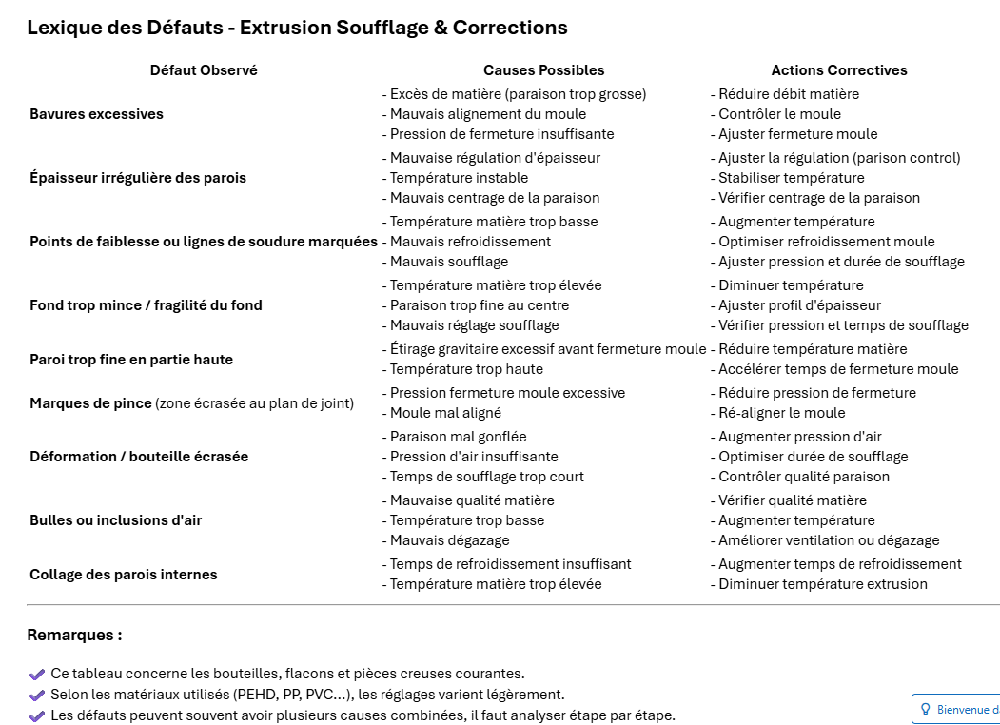 Lexique des Défauts - Extrusion Soufflage & Corrections
Défaut Observé Causes Possibles Actions Correctives
Bavures excessives
- Excès de matière (paraison trop grosse)
- Mauvais alignement du moule
- Pression de fermeture insuffisante
- Réduire débit matière
- Contrôler le moule
- Ajuster fermeture moule
Épaisseur irrégulière des parois
- Mauvaise régulation d'épaisseur
- Température instable
- Mauvais centrage de la paraison
- Ajuster la régulation (parison control)
- Stabiliser température
- Vérifier centrage de la paraison
Points de faiblesse ou lignes de soudure marquées
- Température matière trop basse
- Mauvais refroidissement
- Mauvais soufflage
- Augmenter température
- Optimiser refroidissement moule
- Ajuster pression et durée de soufflage
Fond trop mince / fragilité du fond
- Température matière trop élevée
- Paraison trop fine au centre
- Mauvais réglage soufflage
- Diminuer température
- Ajuster profil d'épaisseur
- Vérifier pression et temps de soufflage
Paroi trop fine en partie haute
- Étirage gravitaire excessif avant fermeture moule
- Température trop haute
- Réduire température matière
- Accélérer temps de fermeture moule
Marques de pince (zone écrasée au plan de joint)
- Pression fermeture moule excessive
- Moule mal aligné
- Réduire pression de fermeture
- Ré-aligner le moule
Déformation / bouteille écrasée
- Paraison mal gonflée
- Pression d'air insuffisante
- Temps de soufflage trop court
- Augmenter pression d'air
- Optimiser durée de soufflage
- Contrôler qualité paraison
Bulles ou inclusions d'air
- Mauvaise qualité matière
- Température trop basse
- Mauvais dégazage
- Vérifier qualité matière
- Augmenter température
- Améliorer ventilation ou dégazage
Collage des parois internes
- Temps de refroidissement insuffisant
- Température matière trop élevée
- Augmenter temps de refroidissement
- Diminuer température extrusion
Remarques :
Ce tableau concerne les bouteilles, flacons et pièces creuses courantes.
Selon les matériaux utilisés (PEHD, PP, PVC...), les réglages varient légèrement.
Les défauts peuvent souvent avoir plusieurs causes combinées, il faut analyser étape par étape.
Bienvenue